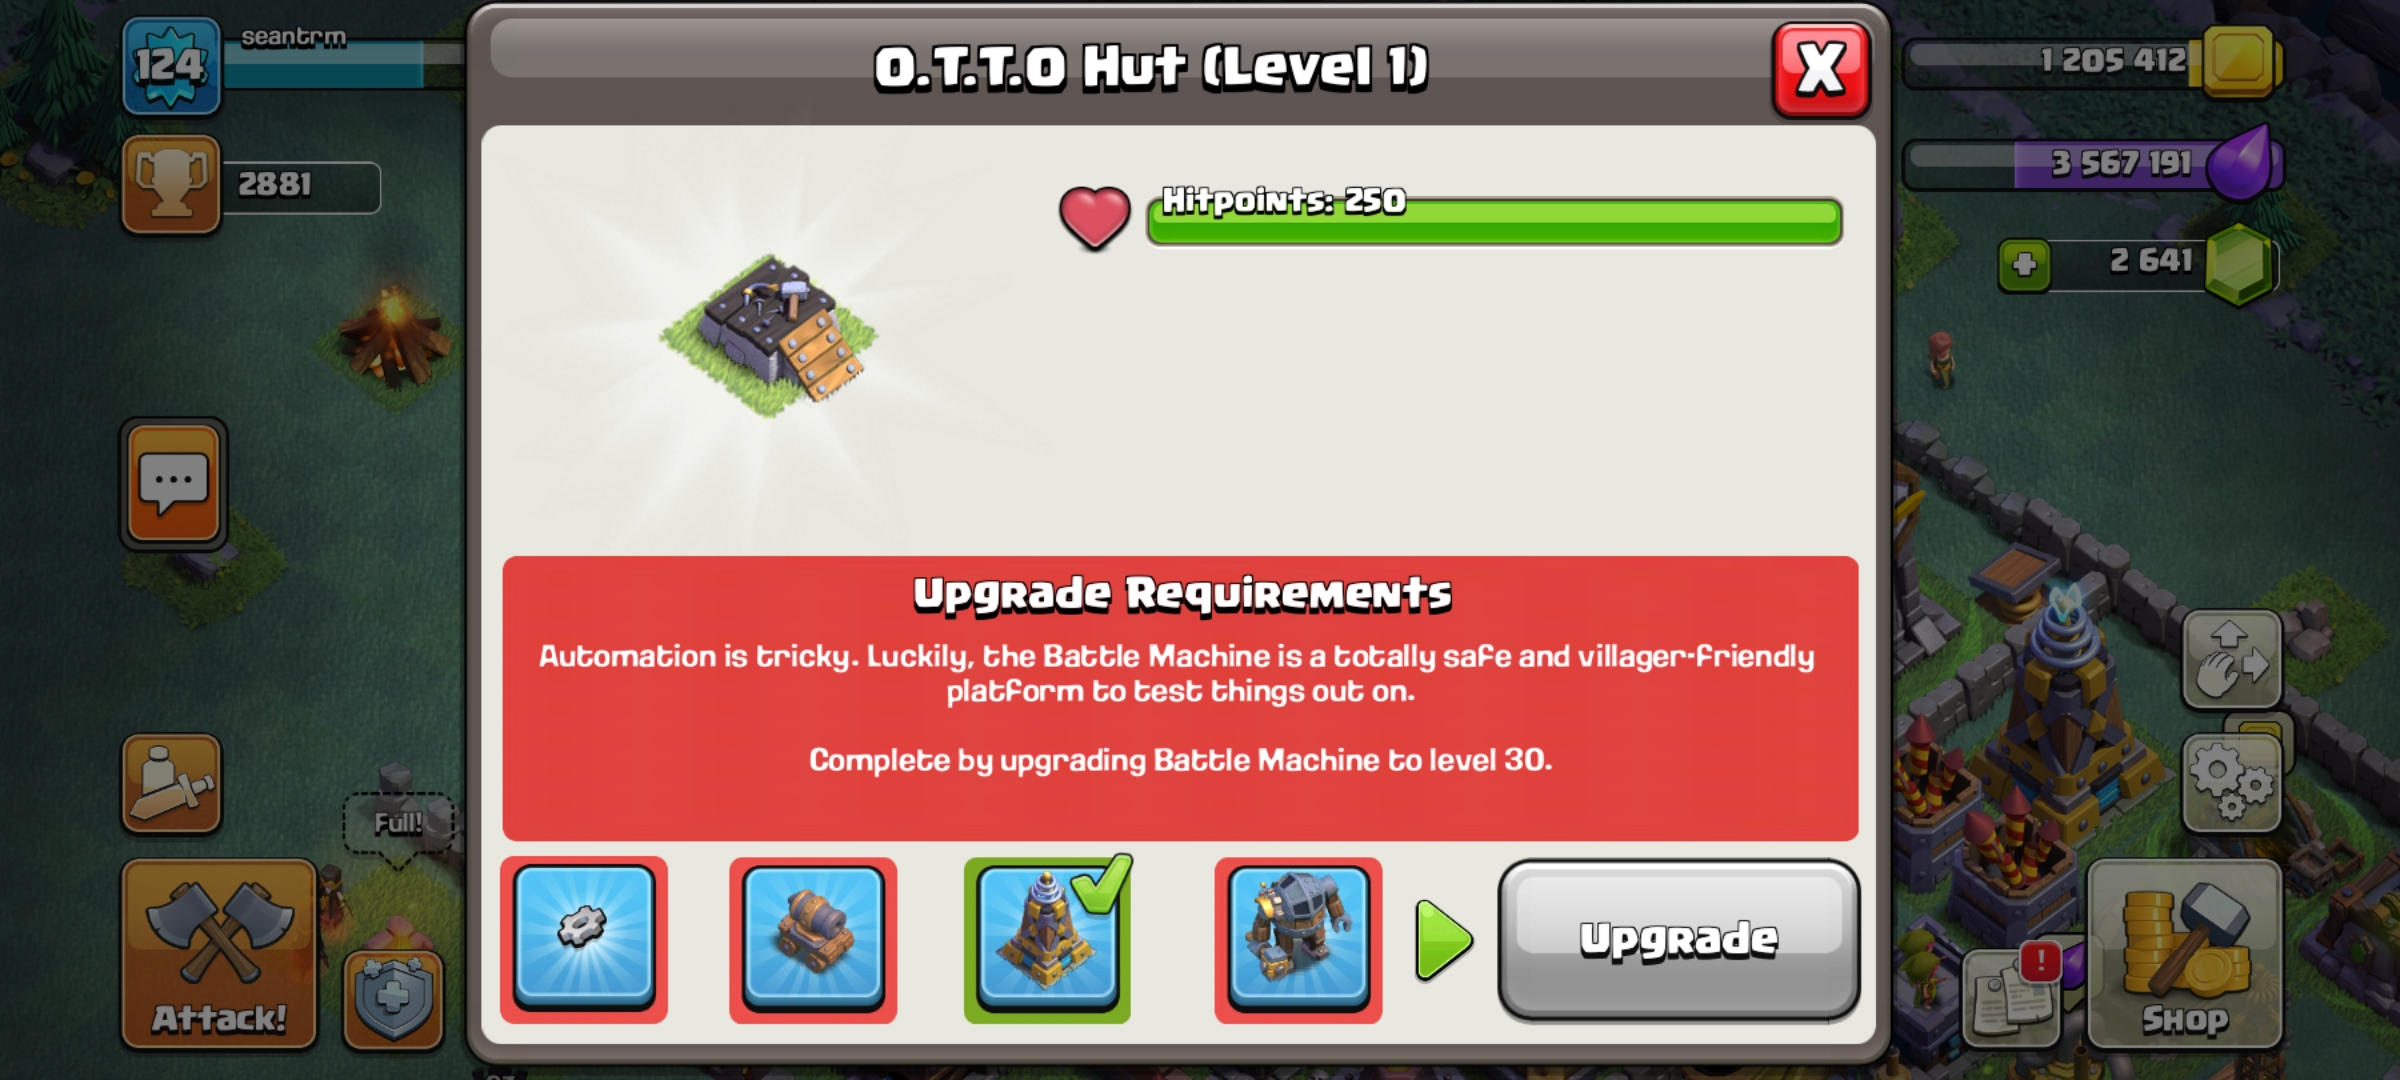 124
seantrm
2881
O.T.T.O Hut (Level 1)
X
1 205 412
3 567 191
2 641
Hitpoints: 250
Upgrade Requirements
Automation is tricky. Luckily, the Battle Machine is a totally safe and villager-friendly
platform to test things out on.
Complete by upgrading Battle Machine to level 30.
Full!
Attack!
Upgrade
!
Shop